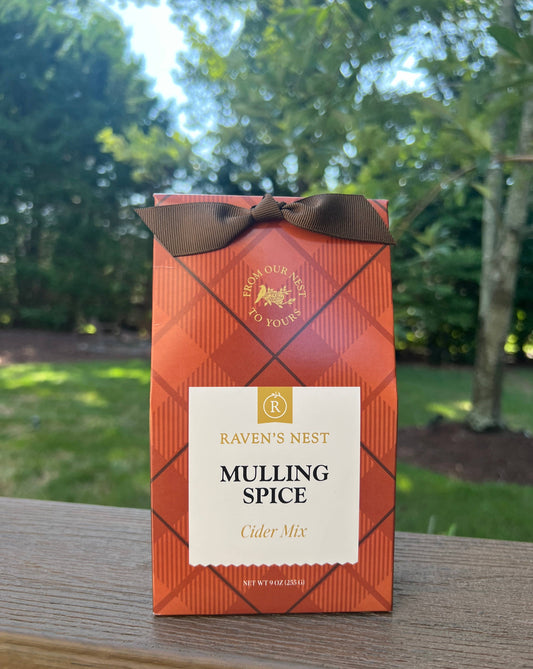 FROM OUR NEST
TO YOURS
R
RAVEN'S NEST
MULLING
SPICE
Cider Mix
NET WT 9 OZ (255 G)